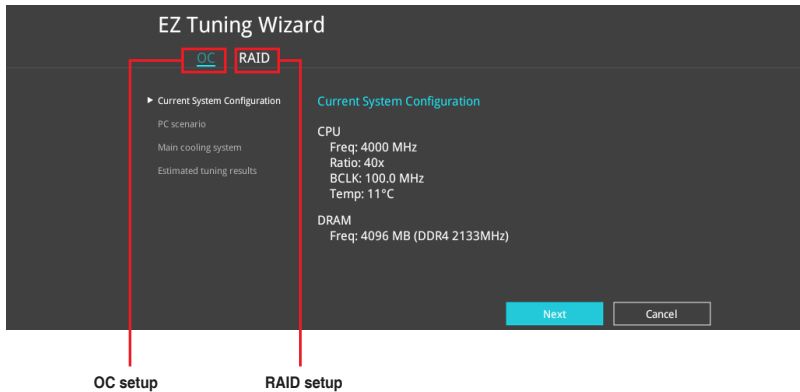 EZ Tuning Wizard
OC RAID
Current System Configuration
PC scenario
Main cooling system
Estimated tuning results
Current System Configuration
CPU
Freq: 4000 MHz
Ratio: 40x
BCLK: 100.0 MHz
Temp: 11°C
DRAM
Freq: 4096 MB (DDR4 2133MHz)
Next Cancel
OC setup RAID setup